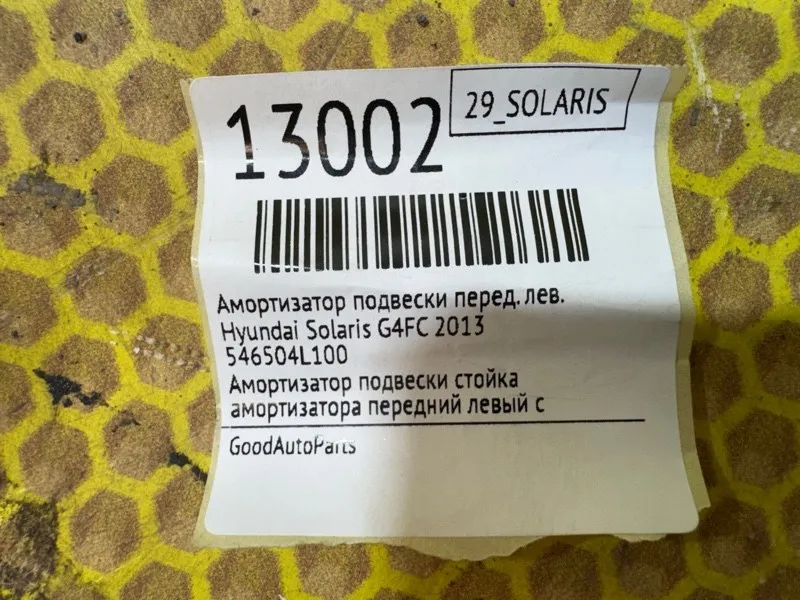 13002
29_SOLARIS
Амортизатор подвески перед. лев.
Hyundai Solaris G4FC 2013
546504L100
Амортизатор подвески стойка
амортизатора передний левый с
GoodAutoParts